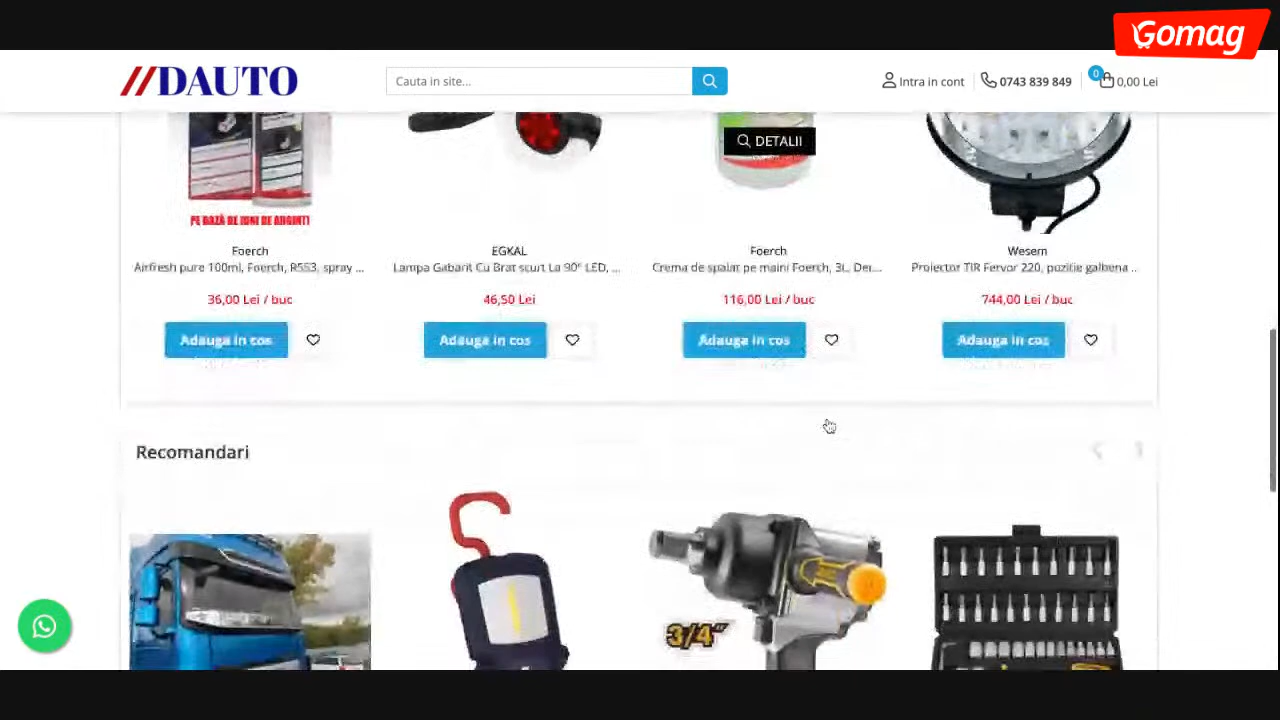 Gomag
//DAUTO
Cauta in site...
Intra in cont
0743 839 849
0
0,00 Lei
DETALII
PE BAZĂ DE IONI DE ARGINT!
Foerch
Airfresh pure 100ml, Foerch, R553, spray ...
36,00 Lei / buc
Adauga in cos
EGKAL
Lampa Gabarit Cu Brat scurt La 90° LED, ...
46,50 Lei
Adauga in cos
Foerch
Crema de spalat pe maini Foerch, 3L, Der...
116,00 Lei / buc
Adauga in cos
Wesem
Proiector TIR Fervor 220, pozitie galbena ...
744,00 Lei / buc
Adauga in cos
Recomandari
3/4"